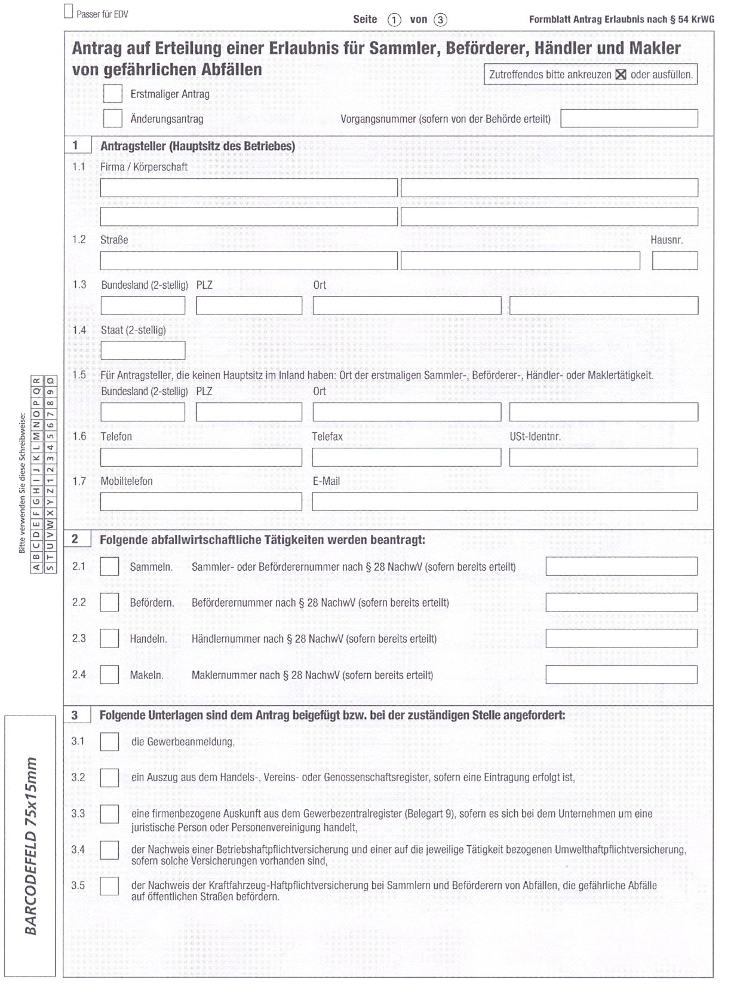 Passer für EDV
Seite 1 von 3
Formblatt Antrag Erlaubnis nach § 54 KrWG
Antrag auf Erteilung einer Erlaubnis für Sammler, Beförderer, Händler und Makler
von gefährlichen Abfällen
Zutreffendes bitte ankreuzen ☒ oder ausfüllen.
Erstmaliger Antrag
Änderungsantrag Vorgangsnummer (sofern von der Behörde erteilt)
1 Antragsteller (Hauptsitz des Betriebes)
1.1 Firma / Körperschaft
1.2 Straße Hausnr.
1.3 Bundesland (2-stellig) PLZ Ort
1.4 Staat (2-stellig)
1.5 Für Antragsteller, die keinen Hauptsitz im Inland haben: Ort der erstmaligen Sammler-, Beförderer-, Händler- oder Maklertätigkeit.
Bundesland (2-stellig) PLZ Ort
1.6 Telefon Telefax USt-Identnr.
1.7 Mobiltelefon E-Mail
2 Folgende abfallwirtschaftliche Tätigkeiten werden beantragt:
2.1 Sammeln. Sammler- oder Beförderernummer nach § 28 NachwV (sofern bereits erteilt)
2.2 Befördern. Beförderernummer nach § 28 NachwV (sofern bereits erteilt)
2.3 Handeln. Händlernummer nach § 28 NachwV (sofern bereits erteilt)
2.4 Makeln. Maklernummer nach § 28 NachwV (sofern bereits erteilt)
3 Folgende Unterlagen sind dem Antrag beigefügt bzw. bei der zuständigen Stelle angefordert:
3.1 die Gewerbeanmeldung,
3.2 ein Auszug aus dem Handels-, Vereins- oder Genossenschaftsregister, sofern eine Eintragung erfolgt ist,
3.3 eine firmenbezogene Auskunft aus dem Gewerbezentralregister (Belegart 9), sofern es sich bei dem Unternehmen um eine
juristische Person oder Personenvereinigung handelt,
3.4 der Nachweis einer Betriebshaftpflichtversicherung und einer auf die jeweilige Tätigkeit bezogenen Umwelthaftpflichtversicherung,
sofern solche Versicherungen vorhanden sind,
3.5 der Nachweis der Kraftfahrzeug-Haftpflichtversicherung bei Sammlern und Beförderern von Abfällen, die gefährliche Abfälle
auf öffentlichen Straßen befördern.
Bitte verwenden Sie diese Schreibweise:
A B C D E F G H I J K L M N O P Q R
S T U V W X Y Z 1 2 3 4 5 6 7 8 9 Ø
BARCODEFELD 75x15mm